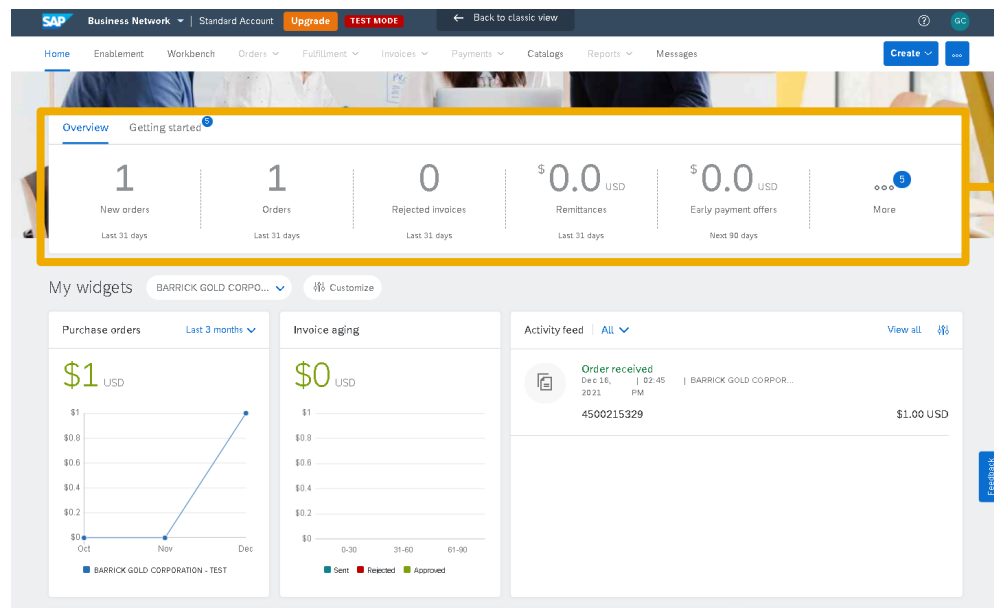 SAP Business Network Standard Account Upgrade TEST MODE Back to classic view GC
Home Enablement Workbench Orders Fulfillment Invoices Payments Catalogs Reports Messages Create
Overview Getting started 5
1 1 0 $0.0 USD $0.0 USD 5
New orders Orders Rejected invoices Remittances Early payment offers More
Last 31 days Last 31 days Last 31 days Last 31 days Next 90 days
My widgets BARRICK GOLD CORPO... Customize
Purchase orders Last 3 months
$1 USD
$1
$0.8
$0.6
$0.4
$0.2
$0
Oct Nov Dec
BARRICK GOLD CORPORATION - TEST
Invoice aging
$0 USD
$1
$0.8
$0.6
$0.4
$0.2
$0
0-30 31-60 61-90
Sent Rejected Approved
Activity feed All View all
Order received
Dec 16, | 02:45 | BARRICK GOLD CORPOR...
2021 PM
4500215329 $1.00 USD
Feedback